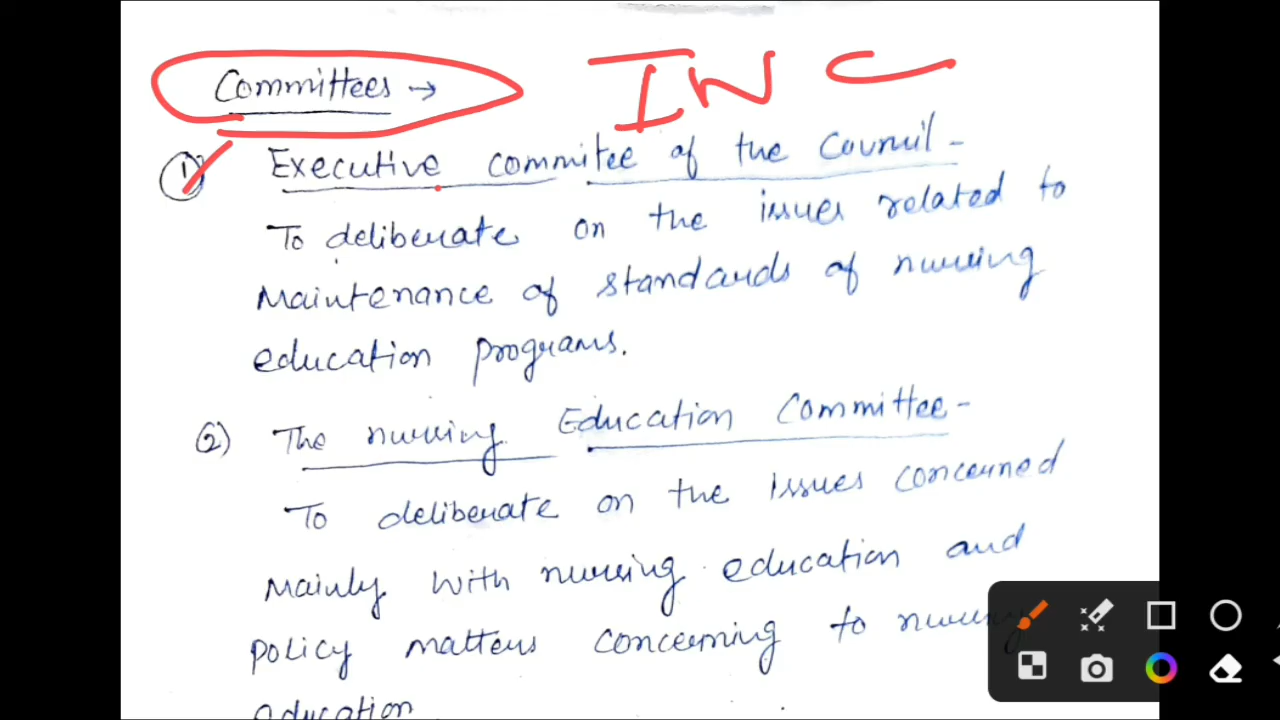 Committees → INC
① Executive commitee of the Council -
To deliberate on the issues related to
Maintenance of standards of nursing
education programs.
② The nursing Education Committee -
To deliberate on the issues concerned
Mainly with nursing education and
policy matters concerning to nursing
education